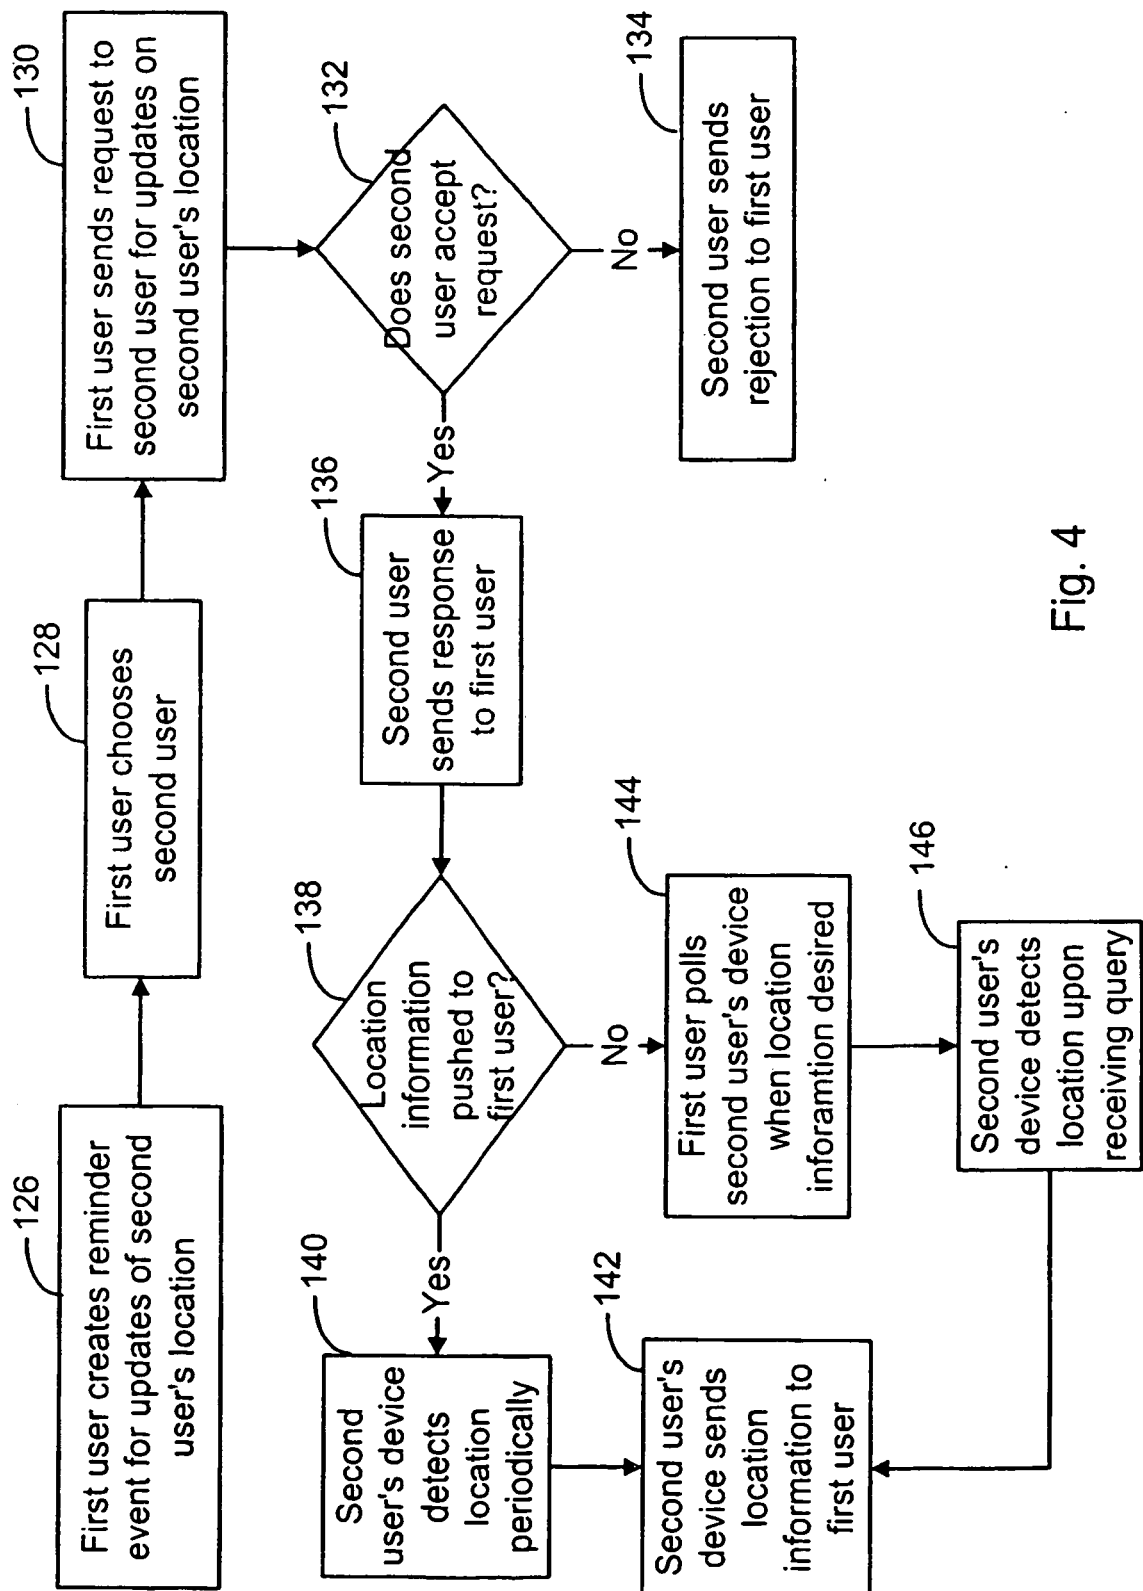 126
First user creates reminder
event for updates of second
user's location
128
First user chooses
second user
130
First user sends request to
second user for updates on
second user's location
132
Does second
user accept
request?
No
134
Second user sends
rejection to first user
Yes
136
Second user
sends response
to first user
138
Location
information
pushed to
first user?
Yes
140
Second
user's device
detects
location
periodically
142
Second user's
device sends
location
information to
first user
No
144
First user polls
second user's device
when location
inforamtion desired
146
Second user's
device detects
location upon
receiving query
Fig. 4